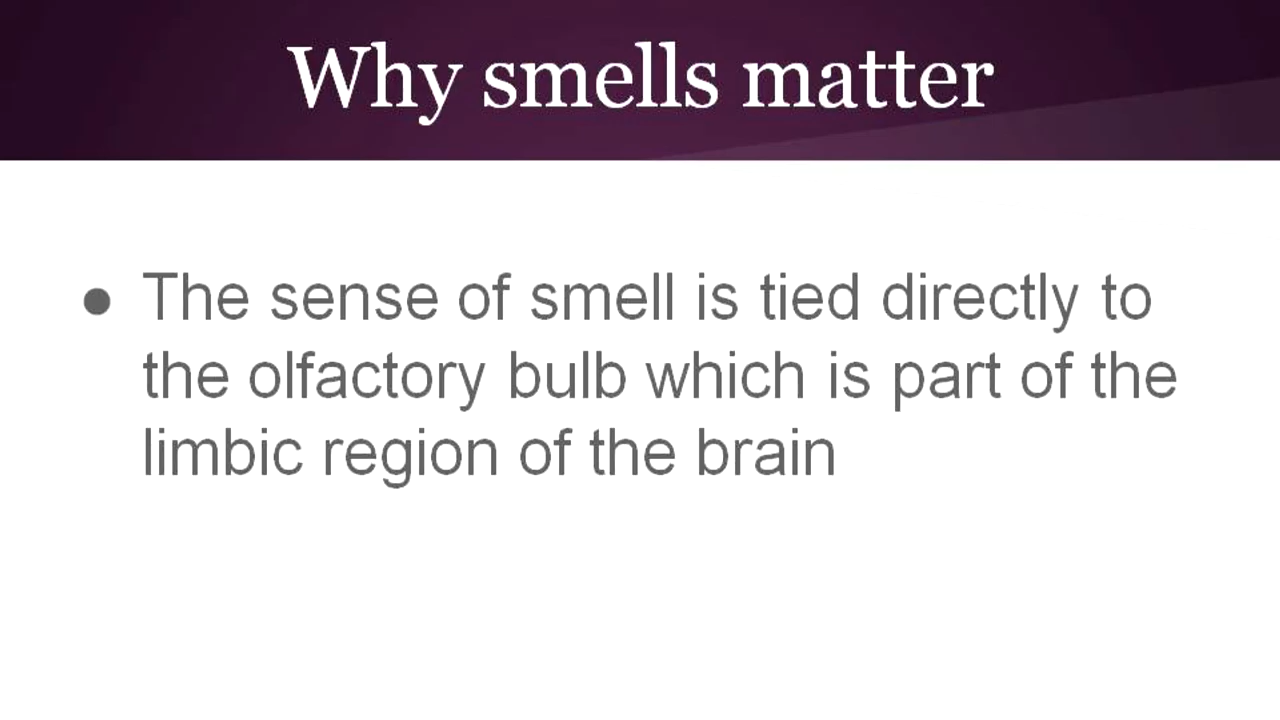 Why smells matter
● The sense of smell is tied directly to
the olfactory bulb which is part of the
limbic region of the brain